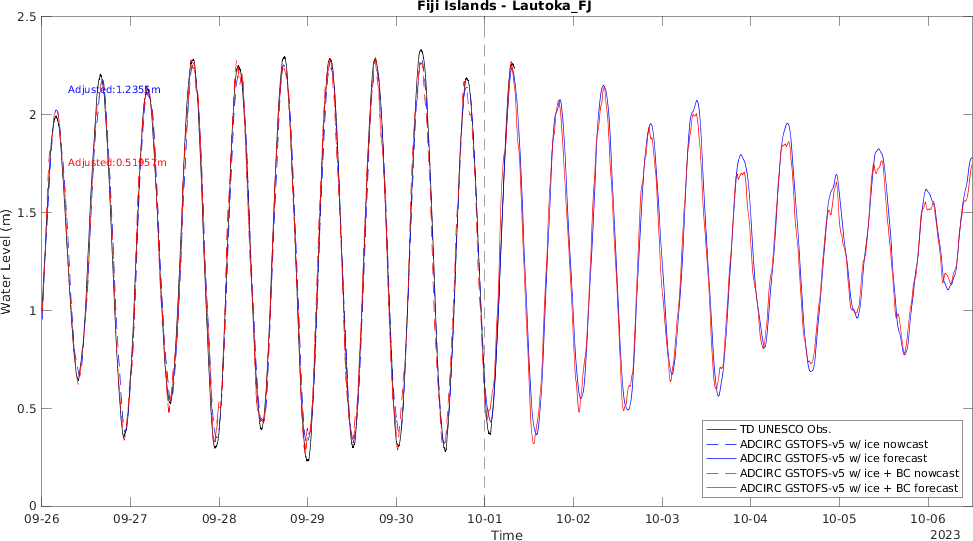 Fiji Islands - Lautoka_FJ
2.5
2
1.5
1
0.5
0
Water Level (m)
Adjusted:1.2355m
Adjusted:0.51957m
TD UNESCO Obs.
ADCIRC GSTOFS-v5 w/ ice nowcast
ADCIRC GSTOFS-v5 w/ ice forecast
ADCIRC GSTOFS-v5 w/ ice + BC nowcast
ADCIRC GSTOFS-v5 w/ ice + BC forecast
09-26 09-27 09-28 09-29 09-30 10-01 10-02 10-03 10-04 10-05 10-06
2023
Time